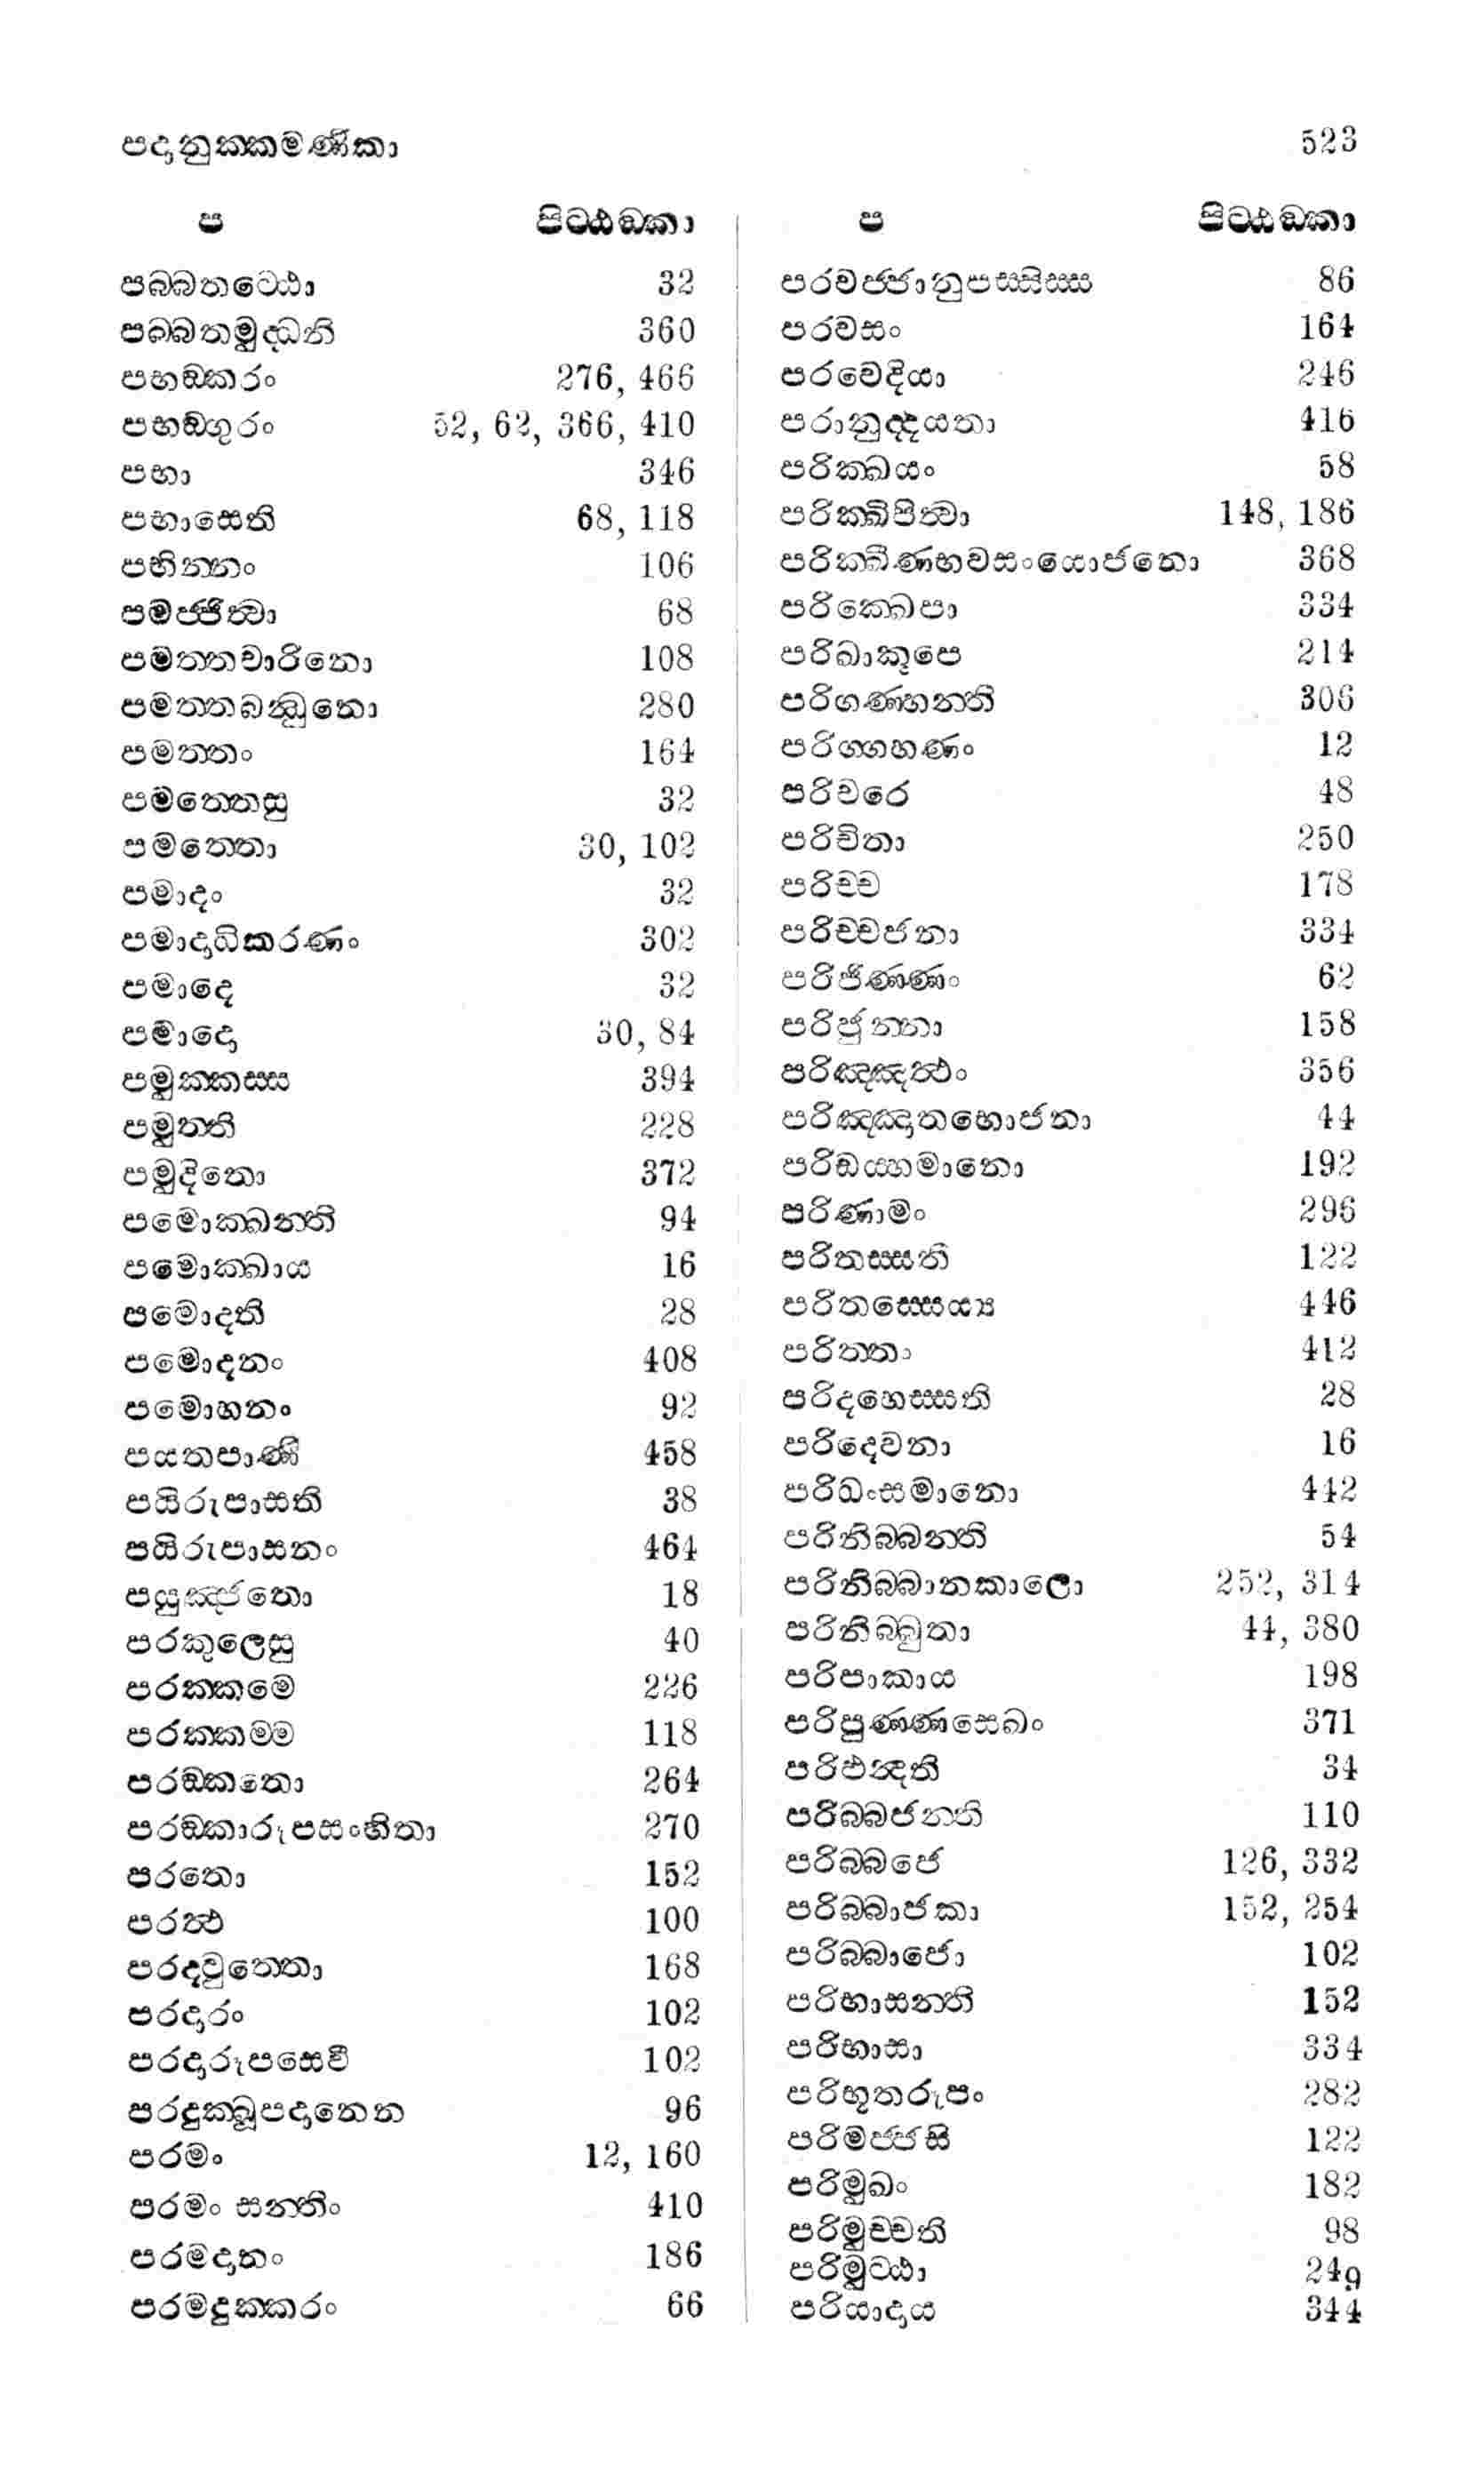 පදානුක්කමණිකා 523
ප පිට්ඨඞ්කා
පබ්බතට්ඨො 32
පබ්බතමුද්ධනි 360
පභඞ්කරං 276, 466
පභඞ්ගුරං 52, 62, 366, 410
පභා 346
පභාසෙති 68, 118
පභින්නං 106
පමජ්ජිත්වා 68
පමත්තචාරිනො 108
පමත්තබන්ධුනො 280
පමත්තං 164
පමත්තෙසු 32
පමත්තො 30, 102
පමාදං 32
පමාදාධිකරණං 302
පමාදෙ 32
පමාදො 30, 84
පමුක්කස්ස 394
පමුත්ති 228
පමුදිතො 372
පමොක්ඛන්ති 94
පමොක්ඛාය 16
පමොදති 28
පමොදනං 408
පමොහනං 92
පයතපාණී 458
පයිරුපාසති 38
පයිරුපාසනං 464
පයුඤ්ජතො 18
පරකුලෙසු 40
පරක්කමෙ 226
පරක්කම්ම 118
පරඞ්කතො 264
පරඞ්කාරූපසංහිතා 270
පරතො 152
පරත්ථ 100
පරදවුත්තො 168
පරදාරං 102
පරදාරූපසෙවී 102
පරදුක්ඛූපදානෙන 96
පරමං 12, 160
පරමං සන්තිං 410
පරමදානං 186
පරමදුක්කරං 66
ප පිට්ඨඞ්කා
පරවජ්ජානුපස්සිස්ස 86
පරවසං 164
පරවෙදියා 246
පරානුද්දයතා 416
පරික්ඛයං 58
පරික්ඛිපිත්වා 148, 186
පරික්ඛීණභවසංයොජනො 368
පරික්ඛෙපා 334
පරිඛාකූපෙ 214
පරිගණ්හන්ති 306
පරිග්ගහණං 12
පරිචරෙ 48
පරිචිතා 250
පරිච්ච 178
පරිච්චජනා 334
පරිජිණ්ණං 62
පරිජුන්නා 158
පරිඤ්ඤත්ථං 356
පරිඤ්ඤාතභොජනා 44
පරිඩය්හමානො 192
පරිණාමං 296
පරිතස්සති 122
පරිතස්සෙය්‍ය 446
පරිත්තා 412
පරිදහෙස්සති 28
පරිදෙවනා 16
පරිධංසමානො 442
පරිනිබ්බන්ති 54
පරිනිබ්බානකාලො 252, 314
පරිනිබ්බුතා 44, 380
පරිපාකාය 198
පරිපුණ්ණසෙඛං 371
පරිඵන්දති 34
පරිබ්බජන්ති 110
පරිබ්බජෙ 126, 332
පරිබ්බාජකා 152, 254
පරිබ්බාජො 102
පරිභාසන්ති 152
පරිභාසා 334
පරිභූතරූපං 282
පරිමජ්ජසි 122
පරිමුඛං 182
පරිමුච්චති 98
පරිමුට්ඨා 249
පරියාදාය 344